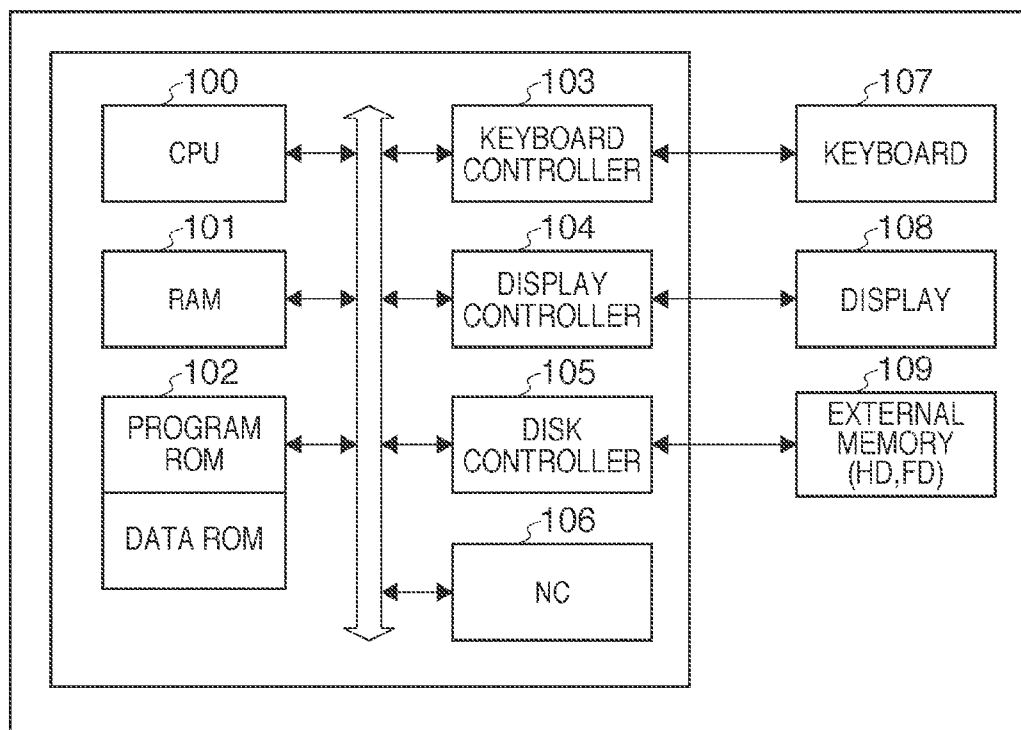 100
CPU
101
RAM
102
PROGRAM
ROM
DATA ROM
103
KEYBOARD
CONTROLLER
104
DISPLAY
CONTROLLER
105
DISK
CONTROLLER
106
NC
107
KEYBOARD
108
DISPLAY
109
EXTERNAL
MEMORY
(HD,FD)